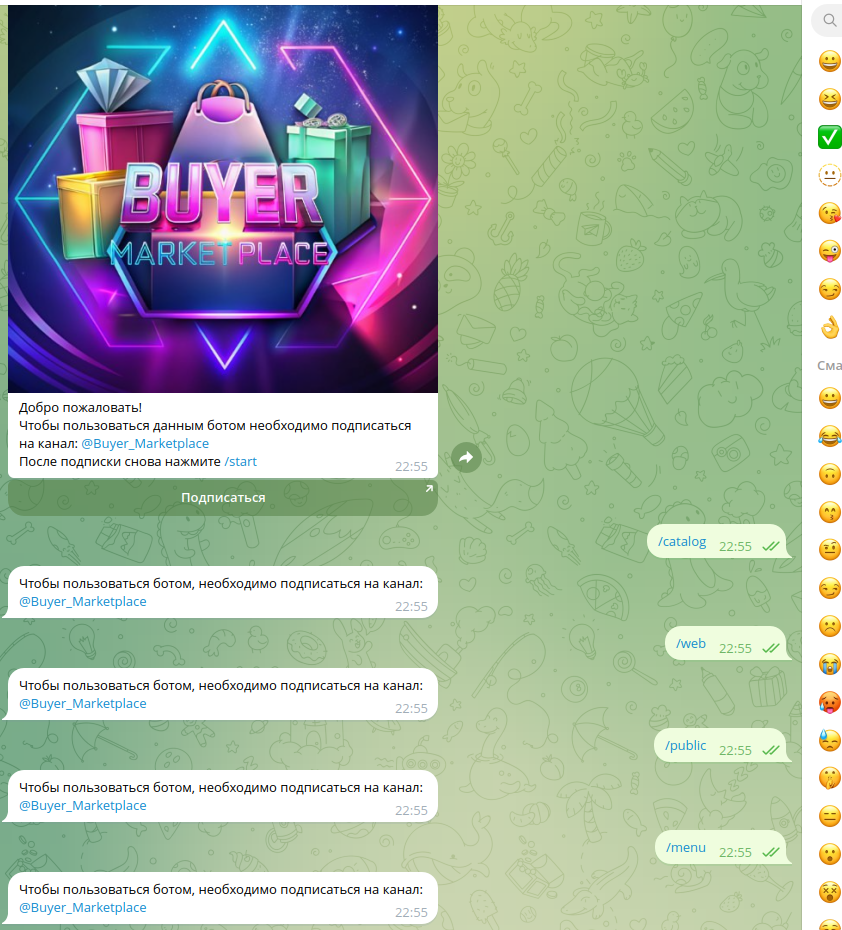 BUYER
MARKETPLACE
Добро пожаловать!
Чтобы пользоваться данным ботом необходимо подписаться
на канал: @Buyer_Marketplace
После подписки снова нажмите /start
22:55
Подписаться
/catalog 22:55
Чтобы пользоваться ботом, необходимо подписаться на канал:
@Buyer_Marketplace
22:55
/web 22:55
Чтобы пользоваться ботом, необходимо подписаться на канал:
@Buyer_Marketplace
22:55
/public 22:55
Чтобы пользоваться ботом, необходимо подписаться на канал:
@Buyer_Marketplace
22:55
/menu 22:55
Чтобы пользоваться ботом, необходимо подписаться на канал:
@Buyer_Marketplace
22:55